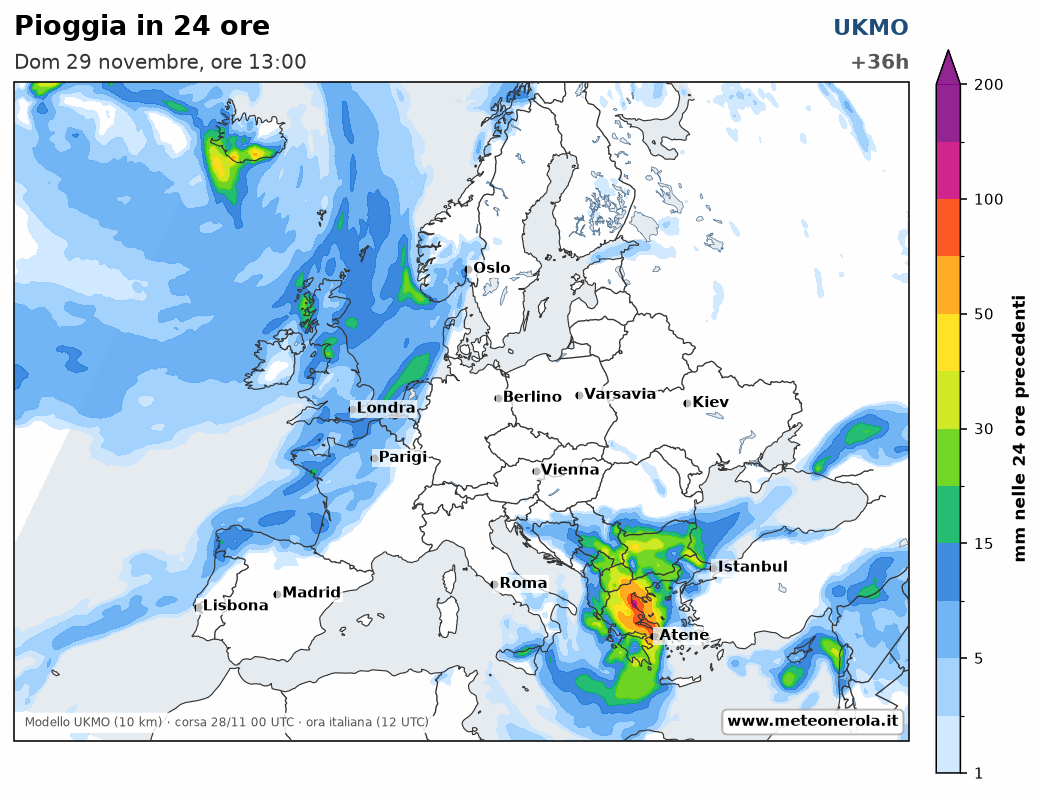 Pioggia in 24 ore
UKMO
Dom 29 novembre, ore 13:00
+36h
200
100
50
30
15
5
1
mm nelle 24 ore precedenti
Oslo
Berlino
Varsavia
Kiev
Londra
Parigi
Vienna
Istanbul
Roma
Madrid
Lisbona
Atene
Modello UKMO (10 km) · corsa 28/11 00 UTC · ora italiana (12 UTC)
www.meteonerola.it